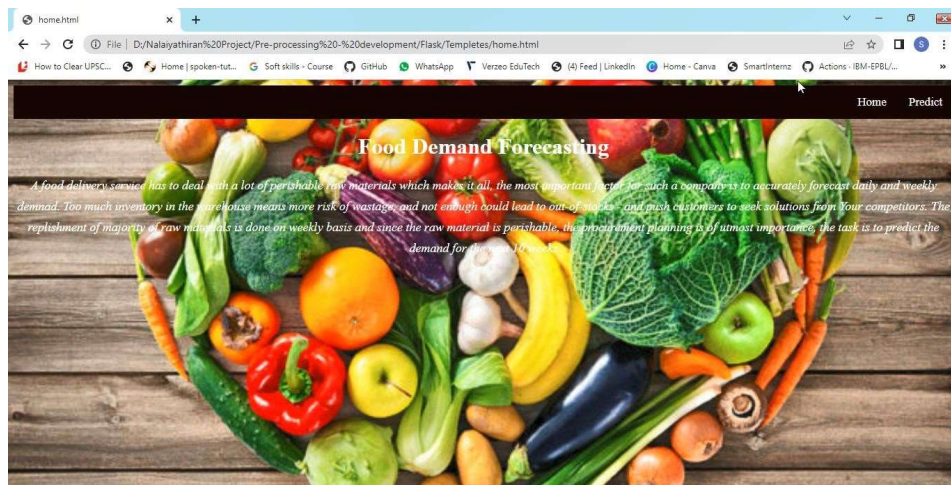 home.html
File | D:/Nalaiyathiran%20Project/Pre-processing%20-%20development/Flask/Templetes/home.html
S
How to Clear UPSC... Home | spoken-tut... Soft skills - Course GitHub WhatsApp Verzeo EduTech (4) Feed | LinkedIn Home - Canva SmartInternz Actions · IBM-EPBL/... »
Home Predict
Food Demand Forecasting
A food delivery service has to deal with a lot of perishable raw materials which makes it all, the most important factor for such a company is to accurately forecast daily and weekly
demnad. Too much inventory in the warehouse means more risk of wastage, and not enough could lead to out-of-stocks - and push customers to seek solutions from Your competitors. The
replishment of majority of raw materials is done on weekly basis and since the raw material is perishable, the procurement planning is of utmost importance, the task is to predict the
demand for the next 10 weeks.